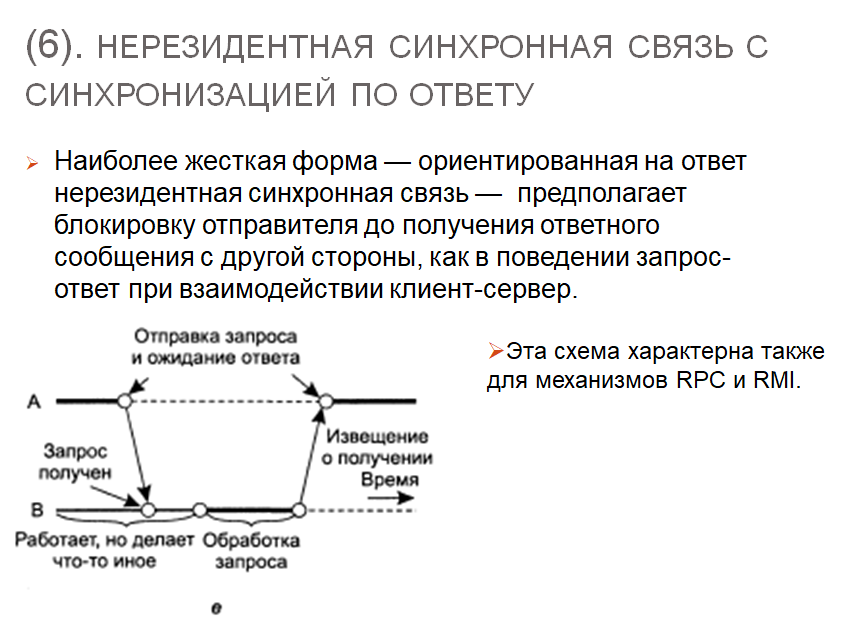 (6). НЕРЕЗИДЕНТНАЯ СИНХРОННАЯ СВЯЗЬ С
СИНХРОНИЗАЦИЕЙ ПО ОТВЕТУ
Наиболее жесткая форма — ориентированная на ответ
нерезидентная синхронная связь — предполагает
блокировку отправителя до получения ответного
сообщения с другой стороны, как в поведении запрос-
ответ при взаимодействии клиент-сервер.
Отправка запроса
и ожидание ответа
Эта схема характерна также
для механизмов RPC и RMI.
А
Запрос
получен
Извещение
о получении
Время
В
Работает, но делает
что-то иное
Обработка
запроса
е